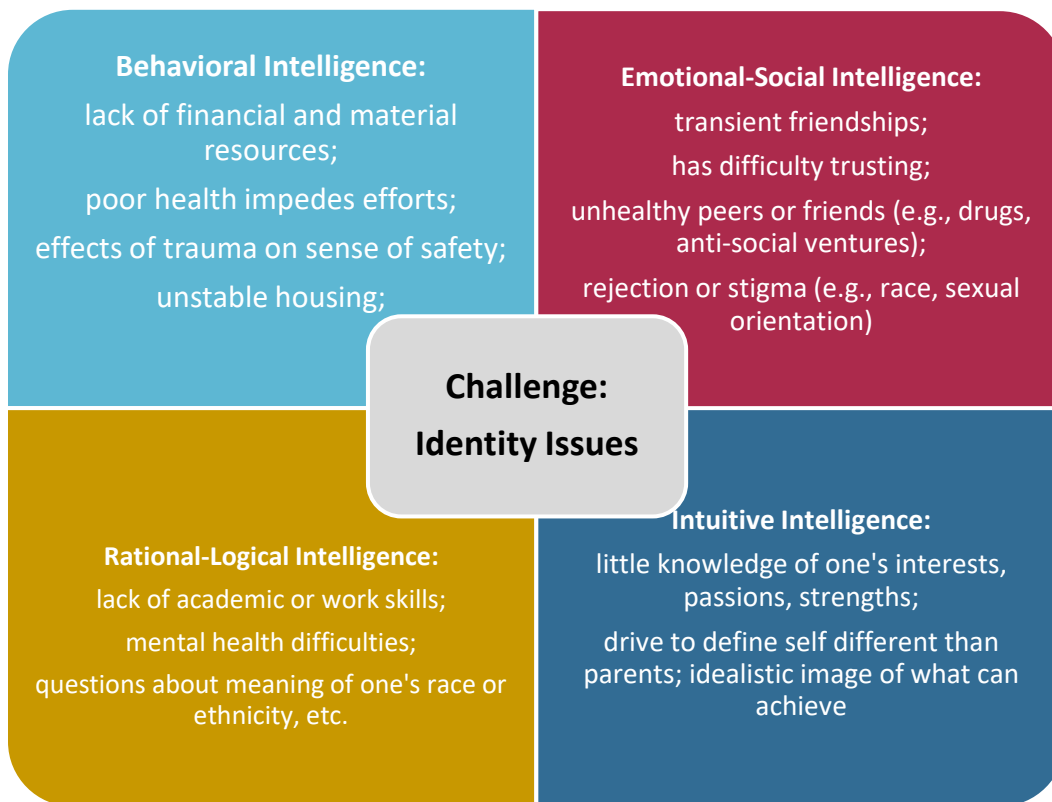 Behavioral Intelligence:
lack of financial and material
resources;
poor health impedes efforts;
effects of trauma on sense of safety;
unstable housing;
Emotional-Social Intelligence:
transient friendships;
has difficulty trusting;
unhealthy peers or friends (e.g., drugs,
anti-social ventures);
rejection or stigma (e.g., race, sexual
orientation)
Challenge:
Identity Issues
Rational-Logical Intelligence:
lack of academic or work skills;
mental health difficulties;
questions about meaning of one's race or
ethnicity, etc.
Intuitive Intelligence:
little knowledge of one's interests,
passions, strengths;
drive to define self different than
parents; idealistic image of what can
achieve